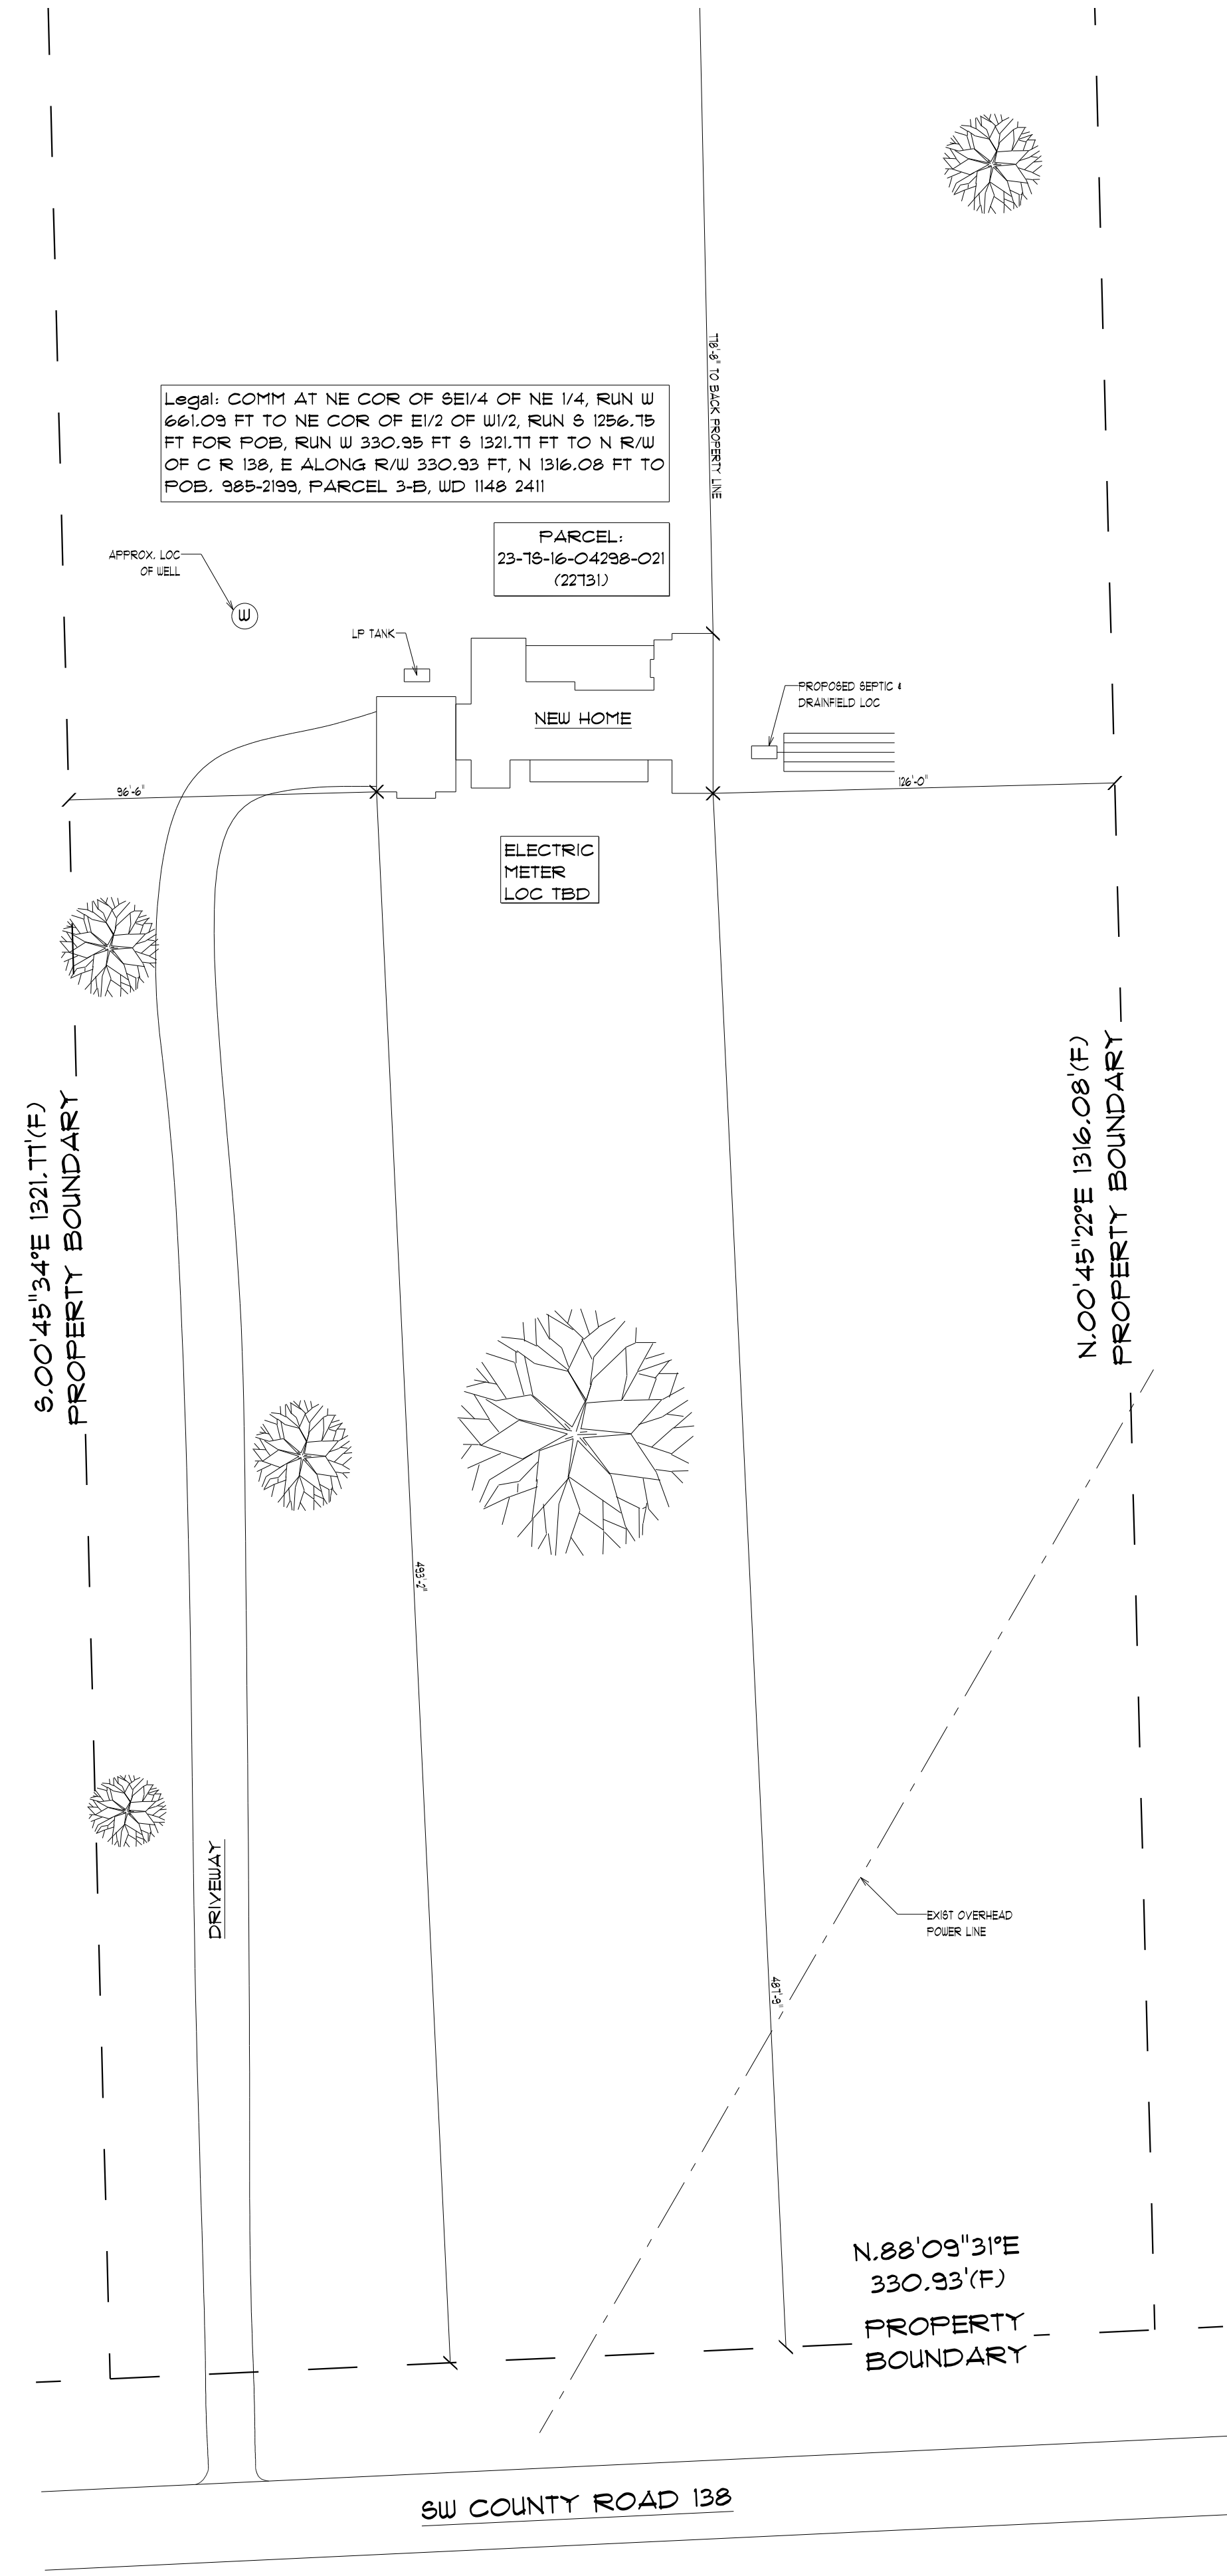 718'-8" TO BACK PROPERTY LINE
Legal: COMM AT NE COR OF SE1/4 OF NE 1/4, RUN W
661.09 FT TO NE COR OF E1/2 OF W1/2, RUN S 1256.75
FT FOR POB, RUN W 330.95 FT S 1321.77 FT TO N R/W
OF C R 138, E ALONG R/W 330.93 FT, N 1316.08 FT TO
POB. 985-2199, PARCEL 3-B, WD 1148 2411
PARCEL:
23-7S-16-04298-021
(22731)
APPROX. LOC
OF WELL
W
LP TANK
NEW HOME
PROPOSED SEPTIC &
DRAINFIELD LOC
96'-6"
126'-0"
ELECTRIC
METER
LOC TBD
S.00'45"34°E 1321.77'(F)
PROPERTY BOUNDARY
N.00'45"22°E 1316.08'(F)
PROPERTY BOUNDARY
493'-2"
DRIVEWAY
EXIST OVERHEAD
POWER LINE
487'-9"
N.88'09"31°E
330.93'(F)
PROPERTY
BOUNDARY
SW COUNTY ROAD 138